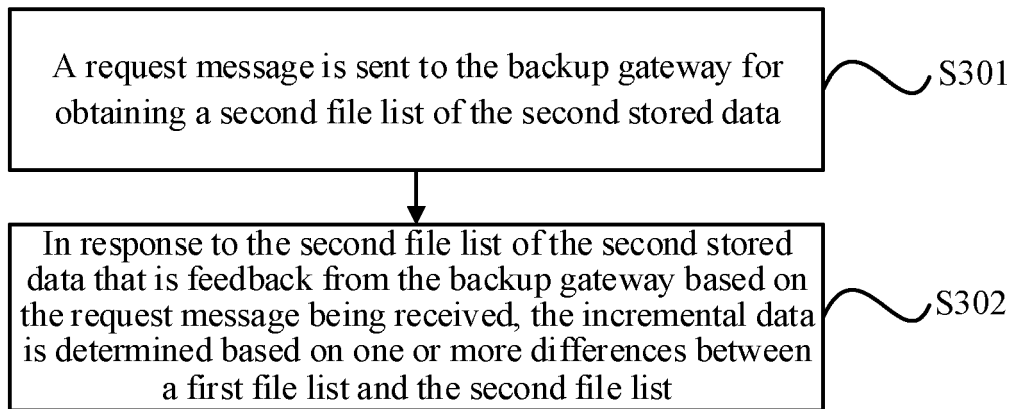 A request message is sent to the backup gateway for
obtaining a second file list of the second stored data
S301
In response to the second file list of the second stored
data that is feedback from the backup gateway based on
the request message being received, the incremental data
is determined based on one or more differences between
a first file list and the second file list
S302